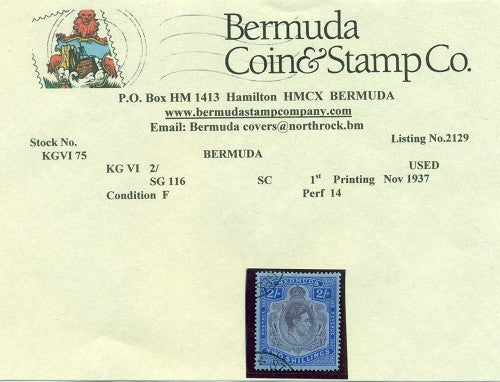 Bermuda
Coin & Stamp Co.
P.O. Box HM 1413 Hamilton HMCX BERMUDA
www.bermudastampcompany.com
Email: Bermuda covers@northrock.bm
Stock No. Listing No.2129
KGVI 75 BERMUDA
KG VI 2/ USED
SG 116 SC 1st Printing Nov 1937
Condition F Perf 14
BERMUDA
2/- 2/-
TWO SHILLINGS